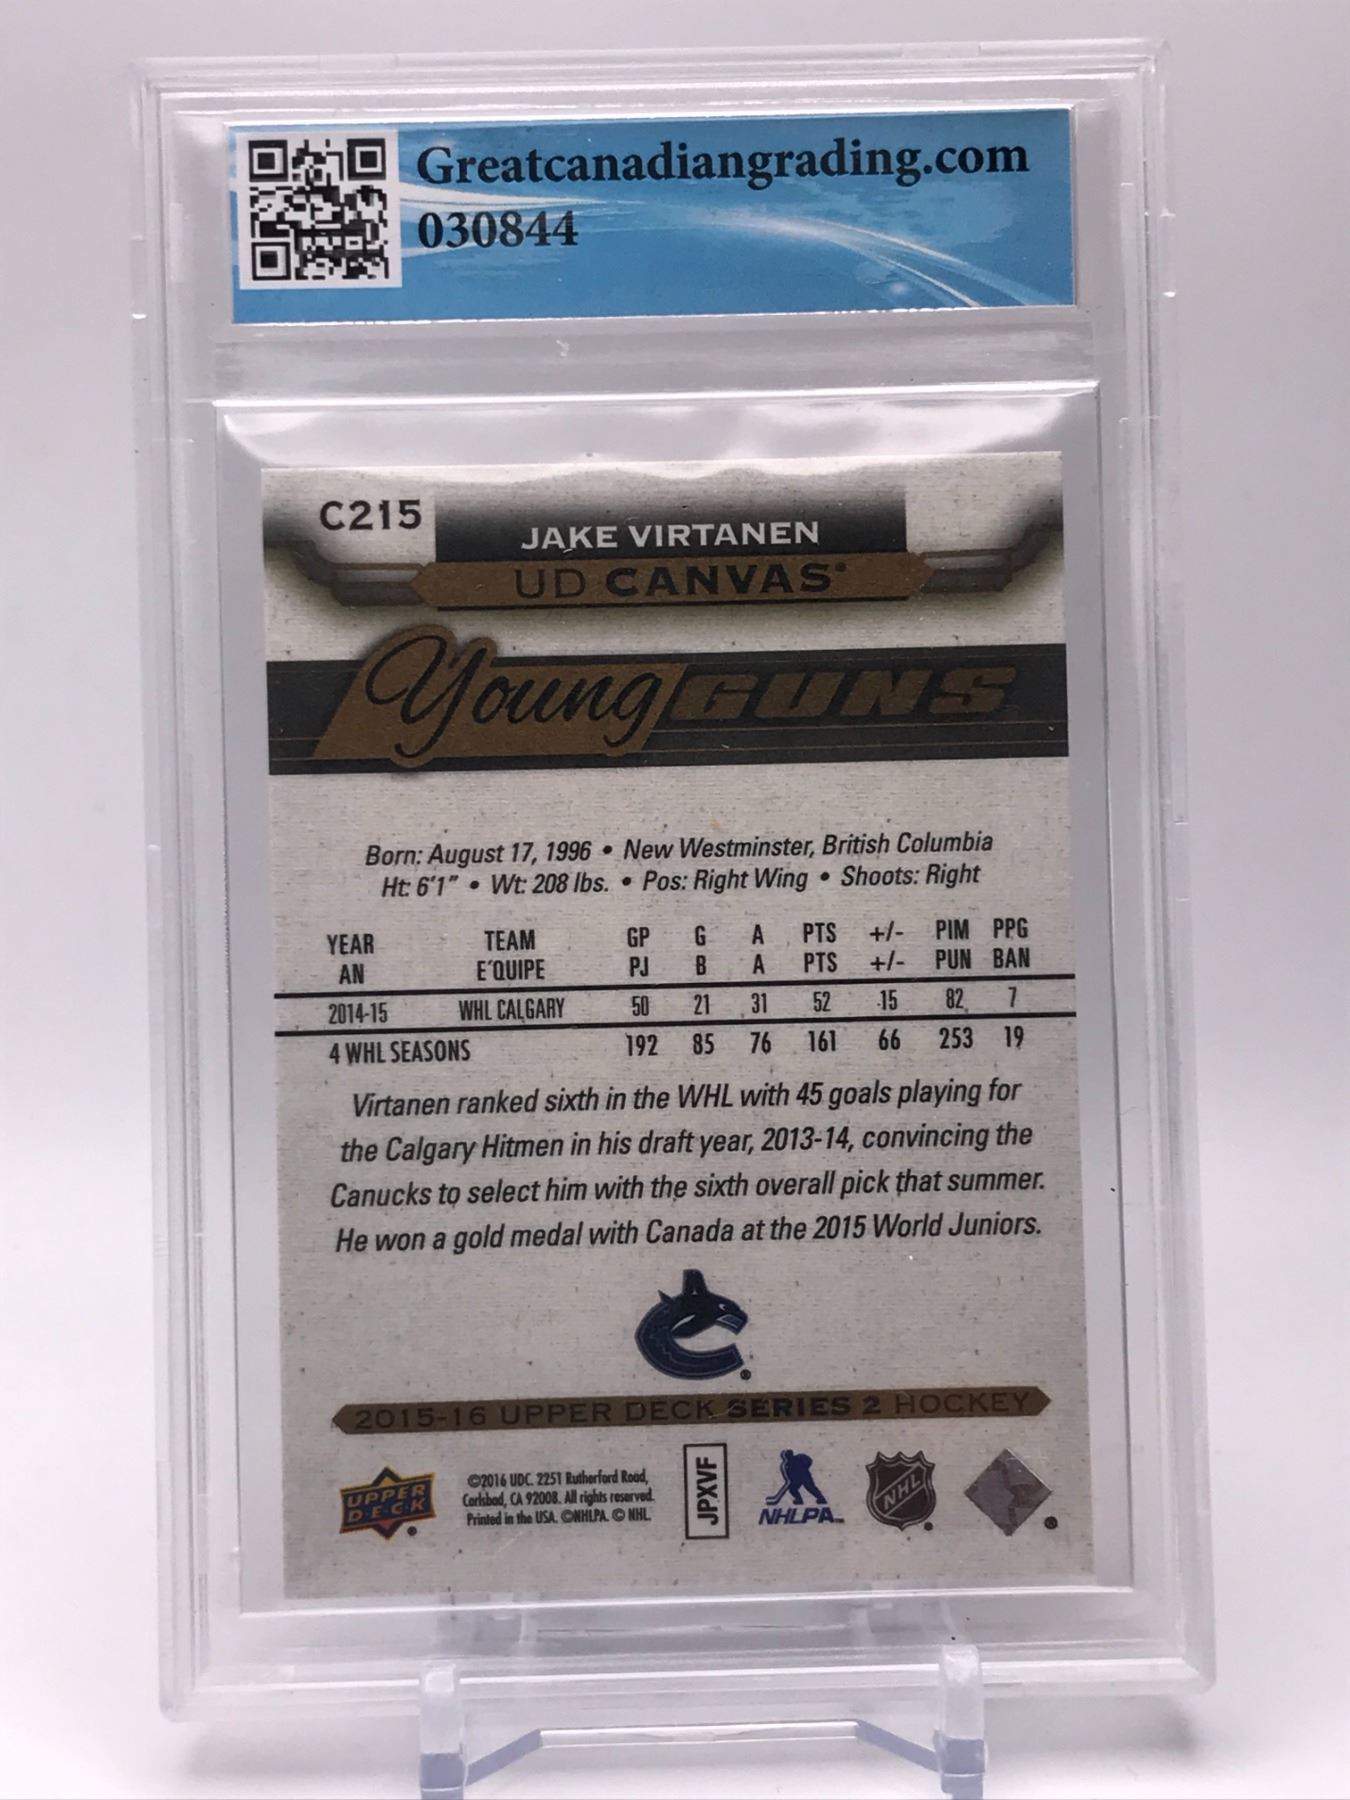 Greatcanadiangrading.com
030844
C215
JAKE VIRTANEN
UD CANVAS
Young GUNS
Born: August 17, 1996 • New Westminster, British Columbia
Ht: 6'1" • Wt: 208 lbs. • Pos: Right Wing • Shoots: Right
YEAR TEAM GP G A PTS +/- PIM PPG
AN E'QUIPE PJ B A PTS +/- PUN BAN
2014-15 WHL CALGARY 50 21 31 52 15 82 7
4 WHL SEASONS 192 85 76 161 66 253 19
Virtanen ranked sixth in the WHL with 45 goals playing for
the Calgary Hitmen in his draft year, 2013-14, convincing the
Canucks to select him with the sixth overall pick that summer.
He won a gold medal with Canada at the 2015 World Juniors.
2015-16 UPPER DECK SERIES 2 HOCKEY
UPPER
DECK
©2016 UDC. 2251 Rutherford Road,
Carlsbad, CA 92008. All rights reserved.
Printed in the USA. ©NHLPA. © NHL.
JPXVF
NHLPA
NHL